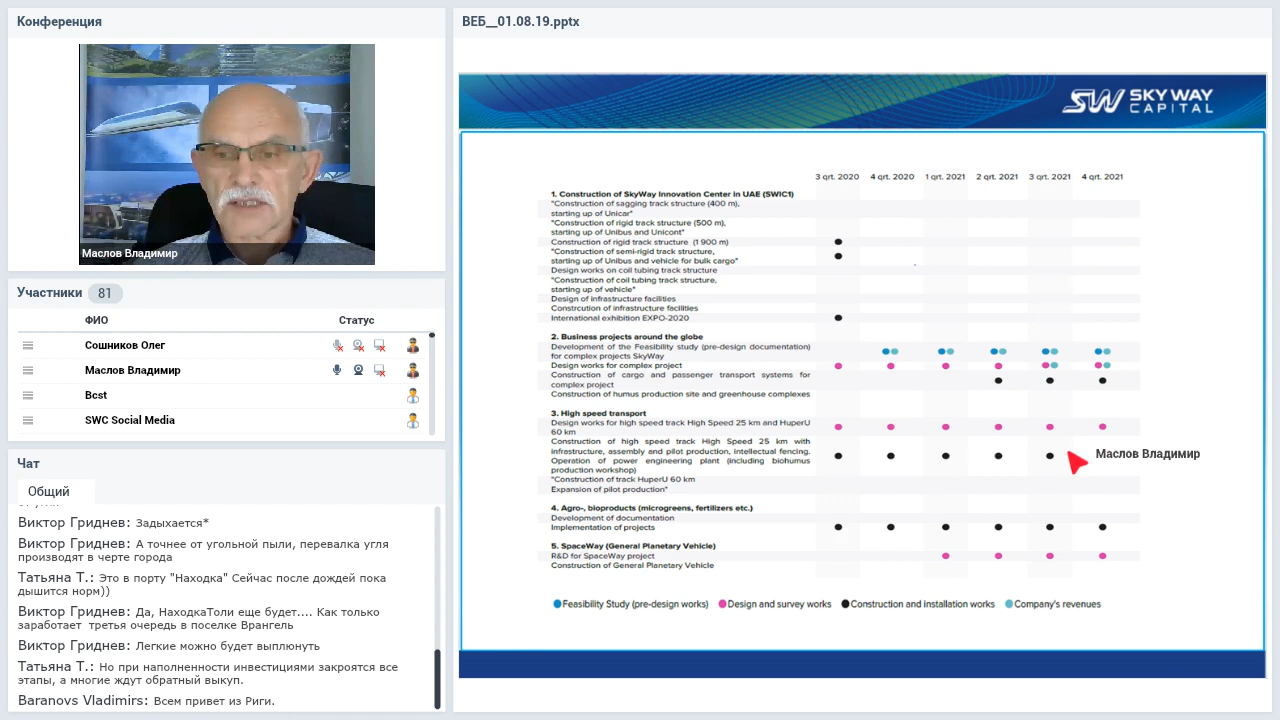 Конференция
Маслов Владимир
Участники 81
ФИО Статус
Сошников Олег
Маслов Владимир
Bcst
SWC Social Media
Чат
Общий
Виктор Гриднев: Задыхается*
Виктор Гриднев: А точнее от угольной пыли, перевалка угля
производят в черте города
Татьяна Т.: Это в порту "Находка" Сейчас после дождей пока
дышится норм))
Виктор Гриднев: Да, НаходкаТоли еще будет.... Как только
заработает третья очередь в поселке Врангель
Виктор Гриднев: Легкие можно будет выплюнуть
Татьяна Т.: Но при наполненности инвестициями закроятся все
этапы, а многие ждут обратный выкуп.
Baranovs Vladimirs: Всем привет из Риги.
ВЕБ__01.08.19.pptx
SW SKY WAY
CAPITAL
3 qrt. 2020 4 qrt. 2020 1 qrt. 2021 2 qrt. 2021 3 qrt. 2021 4 qrt. 2021
1. Construction of SkyWay Innovation Center in UAE (SWIC1)
"Construction of sagging track structure (400 m),
starting up of Unicar"
"Construction of rigid track structure (500 m),
starting up of Unibus and Unicont"
Construction of rigid track structure (1 900 m)
"Construction of semi-rigid track structure,
starting up of Unibus and vehicle for bulk cargo"
Design works on coil tubing track structure
"Construction of coil tubing track structure,
starting up of vehicle"
Design of infrastructure facilities
Constrcution of infrastructure facilities
International exhibition EXPO-2020
2. Business projects around the globe
Development of the Feasibility study (pre-design documentation)
for complex projects SkyWay
Design works for complex project
Construction of cargo and passenger transport systems for
complex project
Construction of humus production site and greenhouse complexes
3. High speed transport
Design works for high speed track High Speed 25 km and HuperU
60 km
Construction of high speed track High Speed 25 km with
infrastructure, assembly and pilot production, intellectual fencing.
Operation of power engineering plant (including biohumus
production workshop)
"Construction of track HuperU 60 km
Expansion of pilot production"
Маслов Владимир
4. Agro-, bioproducts (microgreens, fertilizers etc.)
Development of documentation
Implementation of projects
5. SpaceWay (General Planetary Vehicle)
R&D for SpaceWay project
Construction of General Planetary Vehicle
Feasibility Study (pre-design works) Design and survey works Construction and installation works Company's revenues